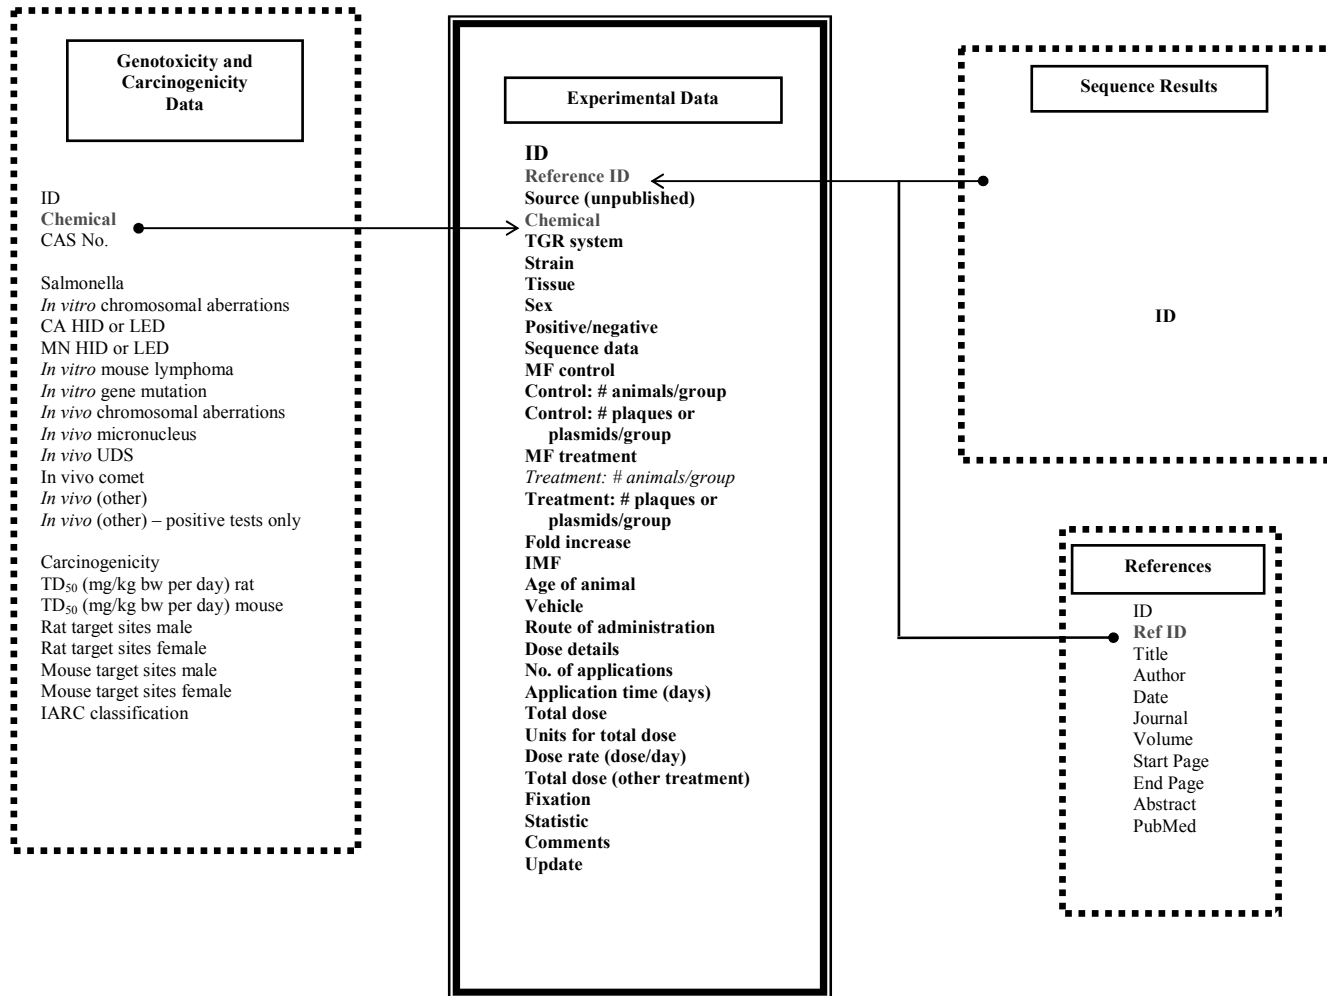 Genotoxicity and
Carcinogenicity
Data
ID
Chemical
CAS No.
Salmonella
In vitro chromosomal aberrations
CA HID or LED
MN HID or LED
In vitro mouse lymphoma
In vitro gene mutation
In vivo chromosomal aberrations
In vivo micronucleus
In vivo UDS
In vivo comet
In vivo (other)
In vivo (other) – positive tests only
Carcinogenicity
TD50 (mg/kg bw per day) rat
TD50 (mg/kg bw per day) mouse
Rat target sites male
Rat target sites female
Mouse target sites male
Mouse target sites female
IARC classification
Experimental Data
ID
Reference ID
Source (unpublished)
Chemical
TGR system
Strain
Tissue
Sex
Positive/negative
Sequence data
MF control
Control: # animals/group
Control: # plaques or
plasmids/group
MF treatment
Treatment: # animals/group
Treatment: # plaques or
plasmids/group
Fold increase
IMF
Age of animal
Vehicle
Route of administration
Dose details
No. of applications
Application time (days)
Total dose
Units for total dose
Dose rate (dose/day)
Total dose (other treatment)
Fixation
Statistic
Comments
Update
Sequence Results
ID
References
ID
Ref ID
Title
Author
Date
Journal
Volume
Start Page
End Page
Abstract
PubMed